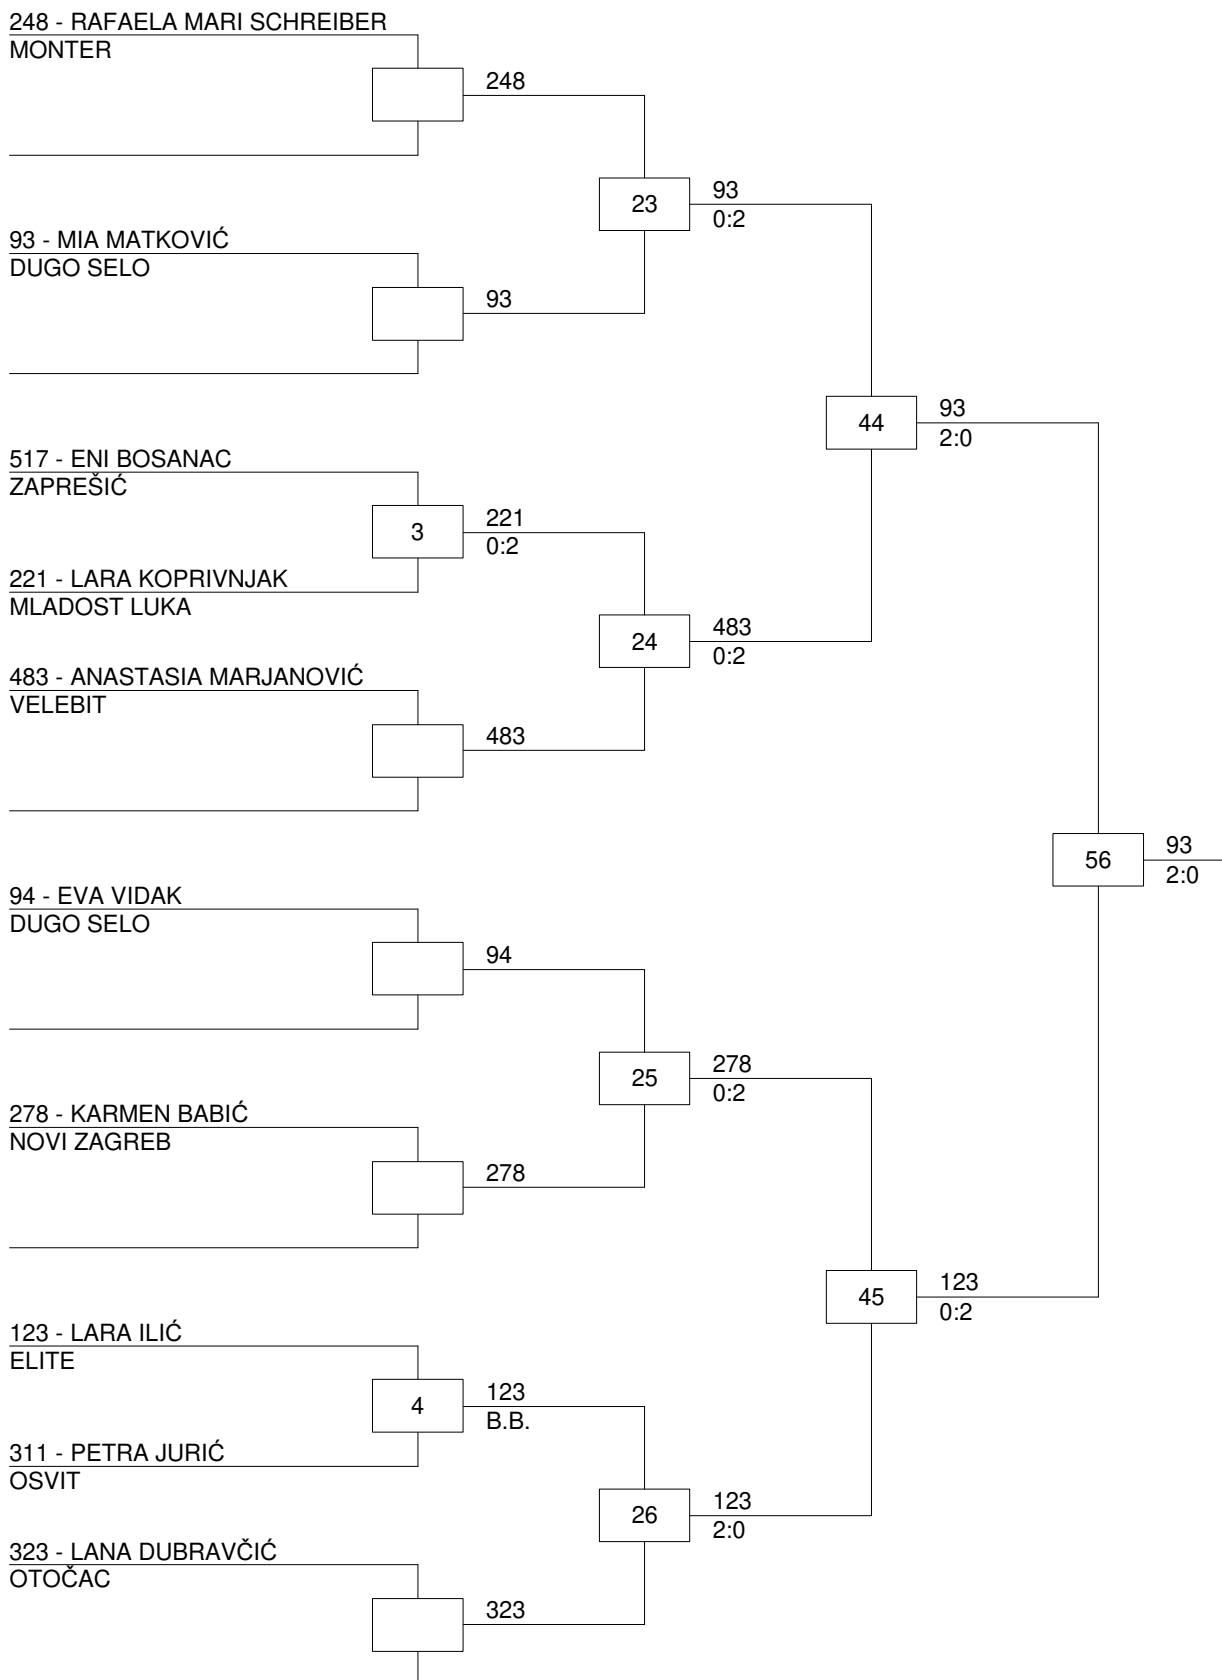 248 - RAFAELA MARI SCHREIBER
MONTER
248
23
93
0:2
93 - MIA MATKOVIĆ
DUGO SELO
93
44
93
2:0
517 - ENI BOSANAC
ZAPREŠIĆ
3
221
0:2
221 - LARA KOPRIVNJAK
MLADOST LUKA
24
483
0:2
483 - ANASTASIA MARJANOVIĆ
VELEBIT
483
56
93
2:0
94 - EVA VIDAK
DUGO SELO
94
25
278
0:2
278 - KARMEN BABIĆ
NOVI ZAGREB
278
45
123
0:2
123 - LARA ILIĆ
ELITE
4
123
B.B.
311 - PETRA JURIĆ
OSVIT
26
123
2:0
323 - LANA DUBRAVČIĆ
OTOČAC
323